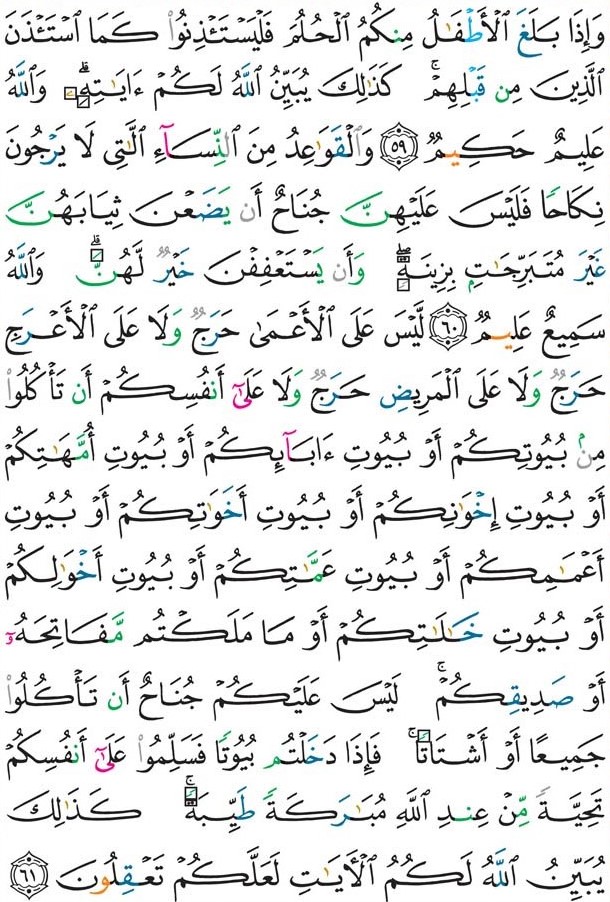 وَإِذَا بَلَغَ ٱلْأَطْفَٰلُ مِنكُمُ ٱلْحُلُمَ فَلْيَسْتَـْٔذِنُوا۟ كَمَا ٱسْتَـْٔذَنَ
ٱلَّذِينَ مِن قَبْلِهِمْ ۚ كَذَٰلِكَ يُبَيِّنُ ٱللَّهُ لَكُمْ ءَايَٰتِهِۦ ۗ وَٱللَّهُ
عَلِيمٌ حَكِيمٌ ٥٩ وَٱلْقَوَٰعِدُ مِنَ ٱلنِّسَآءِ ٱلَّٰتِى لَا يَرْجُونَ
نِكَاحًا فَلَيْسَ عَلَيْهِنَّ جُنَاحٌ أَن يَضَعْنَ ثِيَابَهُنَّ
غَيْرَ مُتَبَرِّجَٰتٍۭ بِزِينَةٍ ۖ وَأَن يَسْتَعْفِفْنَ خَيْرٌ لَّهُنَّ ۗ وَٱللَّهُ
سَمِيعٌ عَلِيمٌ ٦٠ لَّيْسَ عَلَى ٱلْأَعْمَىٰ حَرَجٌ وَلَا عَلَى ٱلْأَعْرَجِ
حَرَجٌ وَلَا عَلَى ٱلْمَرِيضِ حَرَجٌ وَلَا عَلَىٰٓ أَنفُسِكُمْ أَن تَأْكُلُوا۟
مِنۢ بُيُوتِكُمْ أَوْ بُيُوتِ ءَابَآئِكُمْ أَوْ بُيُوتِ أُمَّهَٰتِكُمْ
أَوْ بُيُوتِ إِخْوَٰنِكُمْ أَوْ بُيُوتِ أَخَوَٰتِكُمْ أَوْ بُيُوتِ
أَعْمَٰمِكُمْ أَوْ بُيُوتِ عَمَّٰتِكُمْ أَوْ بُيُوتِ أَخْوَٰلِكُمْ
أَوْ بُيُوتِ خَٰلَٰتِكُمْ أَوْ مَا مَلَكْتُم مَّفَاتِحَهُۥٓ
أَوْ صَدِيقِكُمْ ۚ لَيْسَ عَلَيْكُمْ جُنَاحٌ أَن تَأْكُلُوا۟
جَمِيعًا أَوْ أَشْتَاتًا ۚ فَإِذَا دَخَلْتُم بُيُوتًا فَسَلِّمُوا۟ عَلَىٰٓ أَنفُسِكُمْ
تَحِيَّةً مِّنْ عِندِ ٱللَّهِ مُبَٰرَكَةً طَيِّبَةً ۚ كَذَٰلِكَ
يُبَيِّنُ ٱللَّهُ لَكُمُ ٱلْءَايَٰتِ لَعَلَّكُمْ تَعْقِلُونَ ٦١